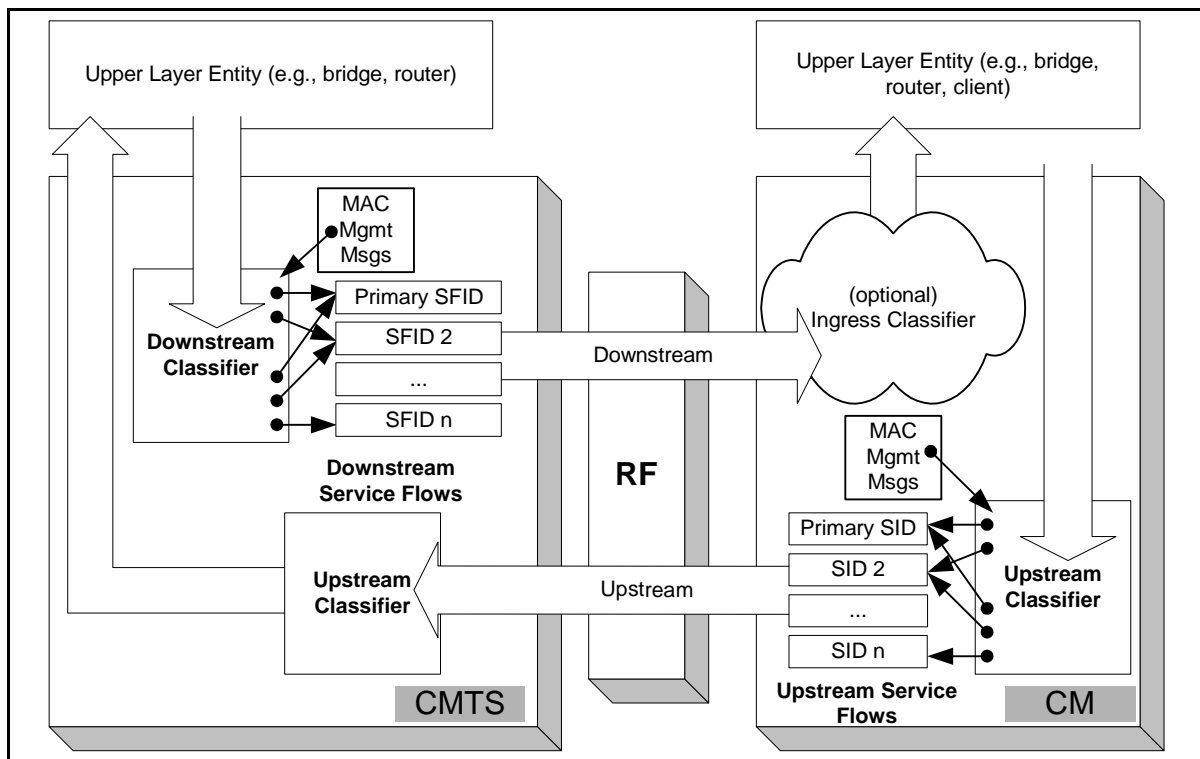 Upper Layer Entity (e.g., bridge, router)
Upper Layer Entity (e.g., bridge,
router, client)
MAC
Mgmt
Msgs
Primary SFID
SFID 2
...
SFID n
Downstream
Classifier
Downstream
Service Flows
Downstream
(optional)
Ingress Classifier
RF
MAC
Mgmt
Msgs
Primary SID
SID 2
...
SID n
Upstream
Classifier
Upstream
Upstream
Classifier
Upstream Service
Flows
CMTS
CM